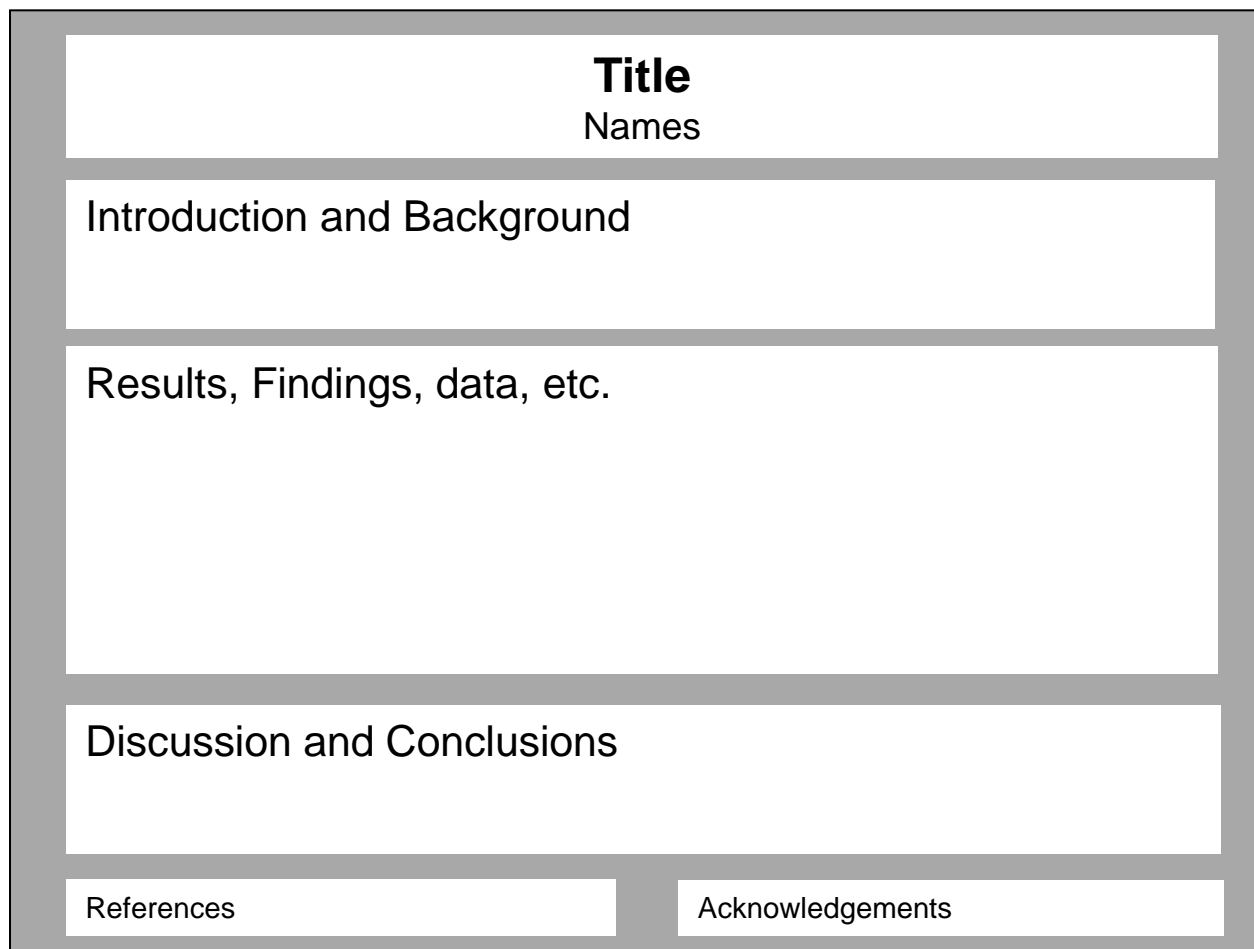 Title
Names
Introduction and Background
Results, Findings, data, etc.
Discussion and Conclusions
References
Acknowledgements